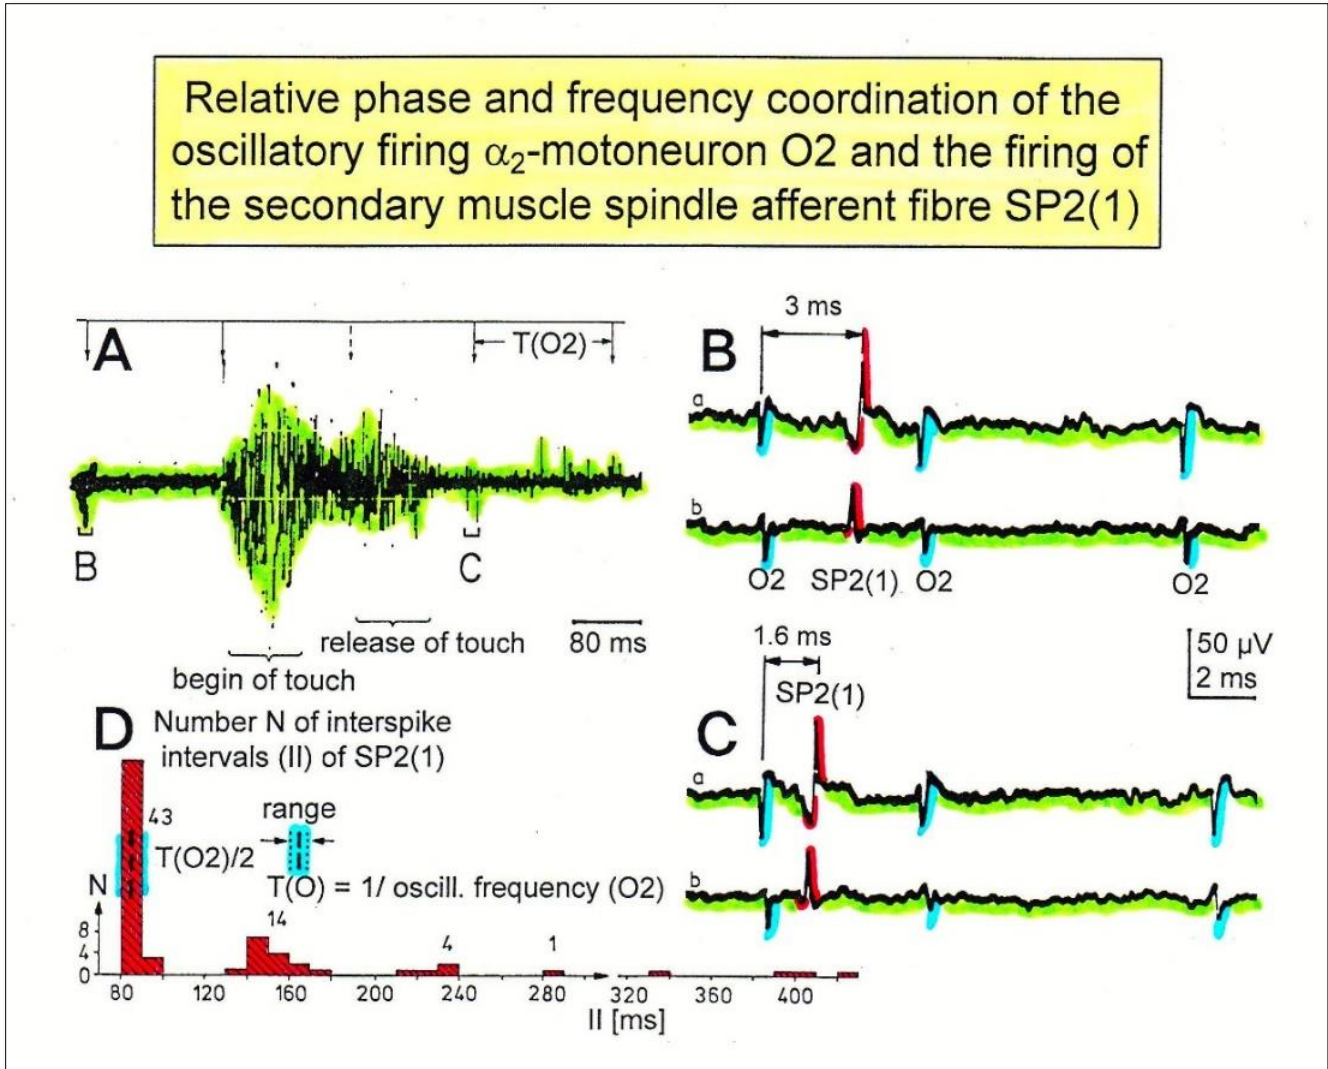 Relative phase and frequency coordination of the
oscillatory firing α₂-motoneuron O2 and the firing of
the secondary muscle spindle afferent fibre SP2(1)
A
T(O2)
B
C
release of touch
80 ms
begin of touch
B
3 ms
a
b
O2 SP2(1) O2 O2
50 µV
2 ms
1.6 ms
SP2(1)
C
a
b
D
Number N of interspike
intervals (II) of SP2(1)
43
range
T(O2)/2
T(O) = 1/ oscill. frequency (O2)
N
14
4
1
8
4
0
80 120 160 200 240 280 320 360 400
II [ms]